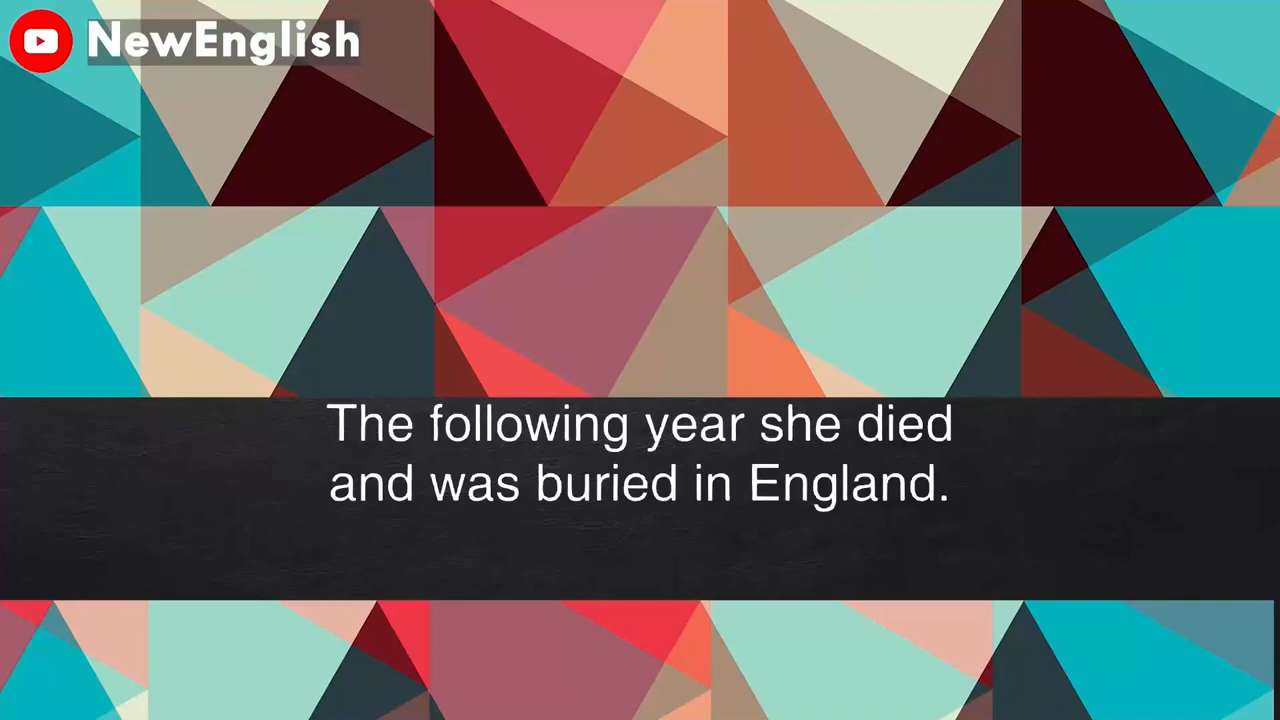 NewEnglish
The following year she died
and was buried in England.